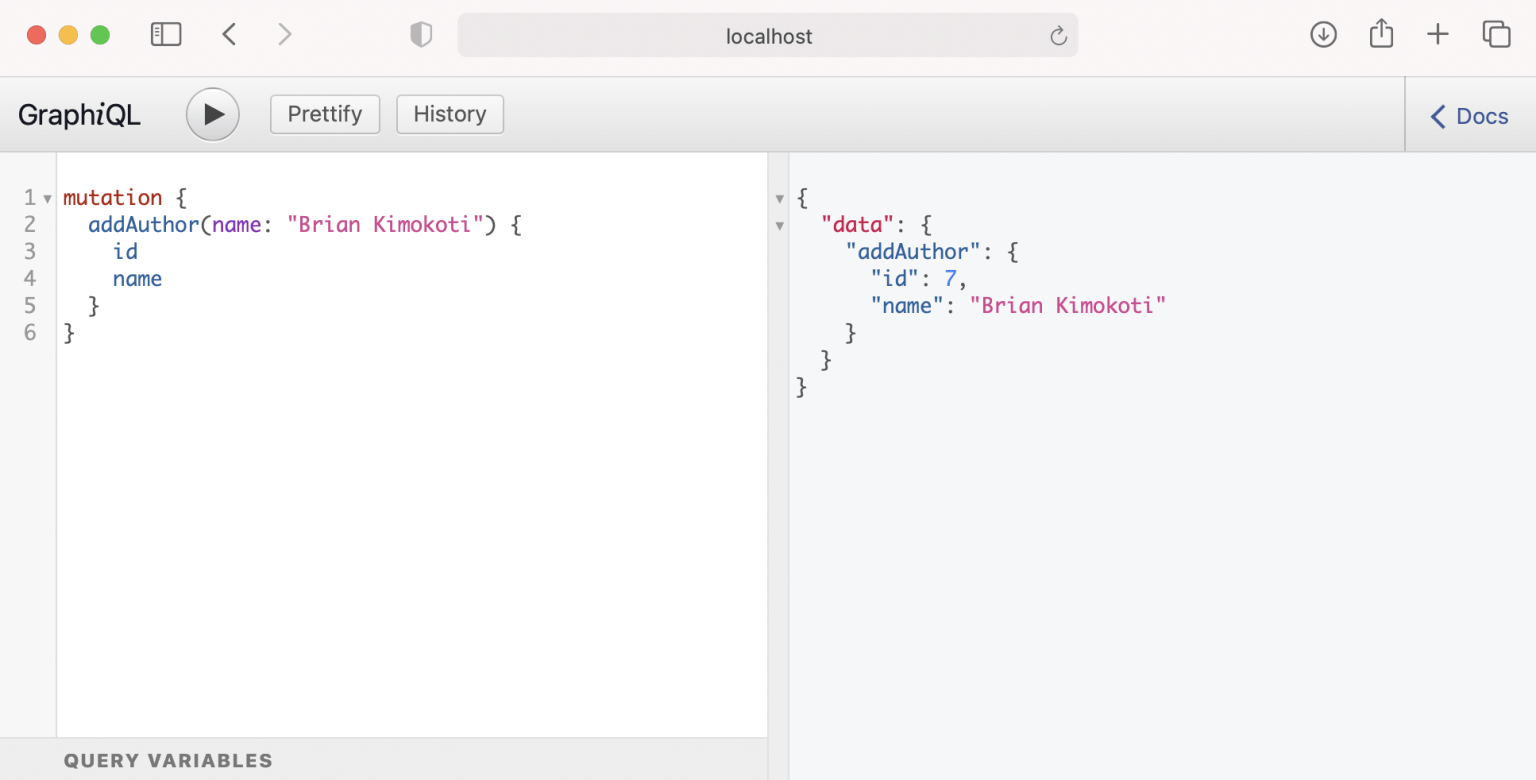 localhost
GraphiQL Prettify History Docs
1 mutation {
2 addAuthor(name: "Brian Kimokoti") {
3 id
4 name
5 }
6 }
{
"data": {
"addAuthor": {
"id": 7,
"name": "Brian Kimokoti"
}
}
}
QUERY VARIABLES